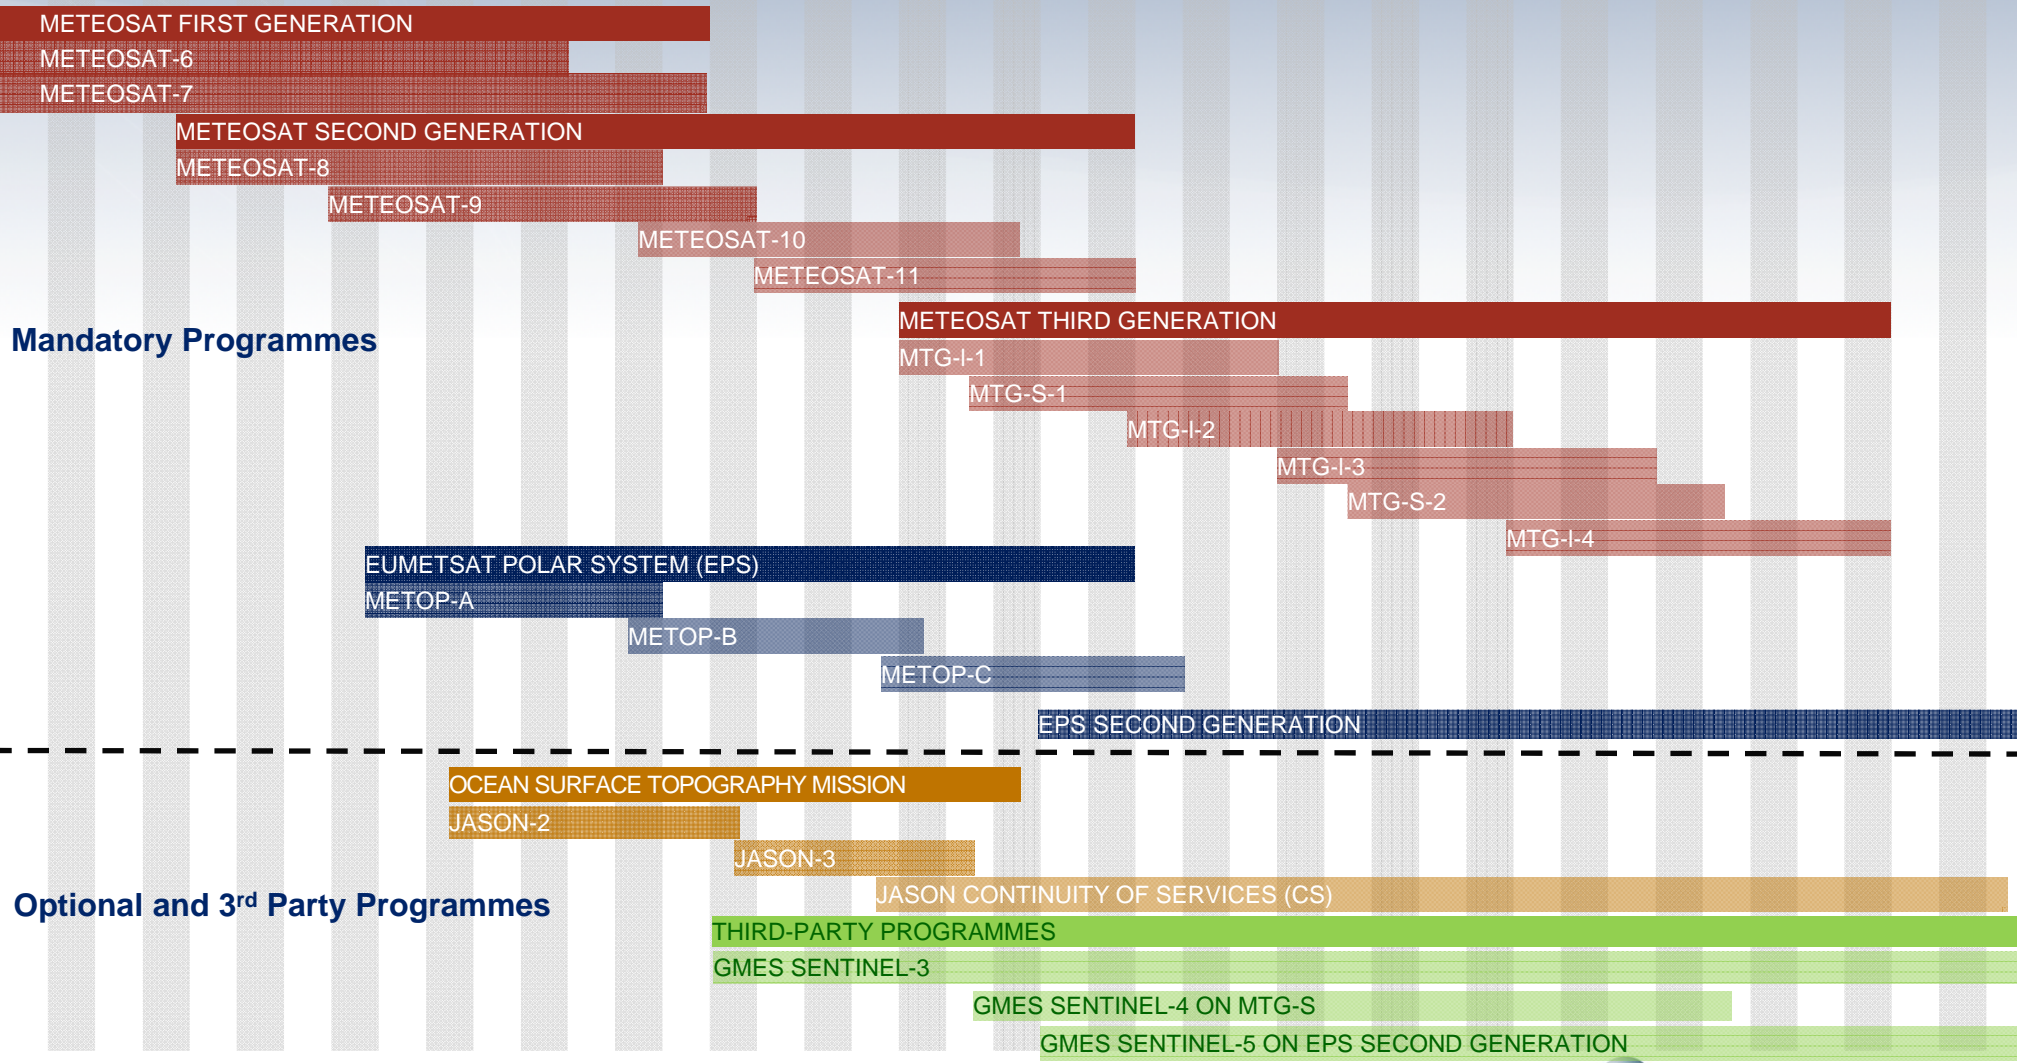 METEOSAT FIRST GENERATION
METEOSAT-6
METEOSAT-7
METEOSAT SECOND GENERATION
METEOSAT-8
METEOSAT-9
METEOSAT-10
METEOSAT-11
METEOSAT THIRD GENERATION
Mandatory Programmes
MTG-I-1
MTG-S-1
MTG-I-2
MTG-I-3
MTG-S-2
MTG-I-4
EUMETSAT POLAR SYSTEM (EPS)
METOP-A
METOP-B
METOP-C
EPS SECOND GENERATION
OCEAN SURFACE TOPOGRAPHY MISSION
JASON-2
JASON-3
JASON CONTINUITY OF SERVICES (CS)
Optional and 3rd Party Programmes
THIRD-PARTY PROGRAMMES
GMES SENTINEL-3
GMES SENTINEL-4 ON MTG-S
GMES SENTINEL-5 ON EPS SECOND GENERATION